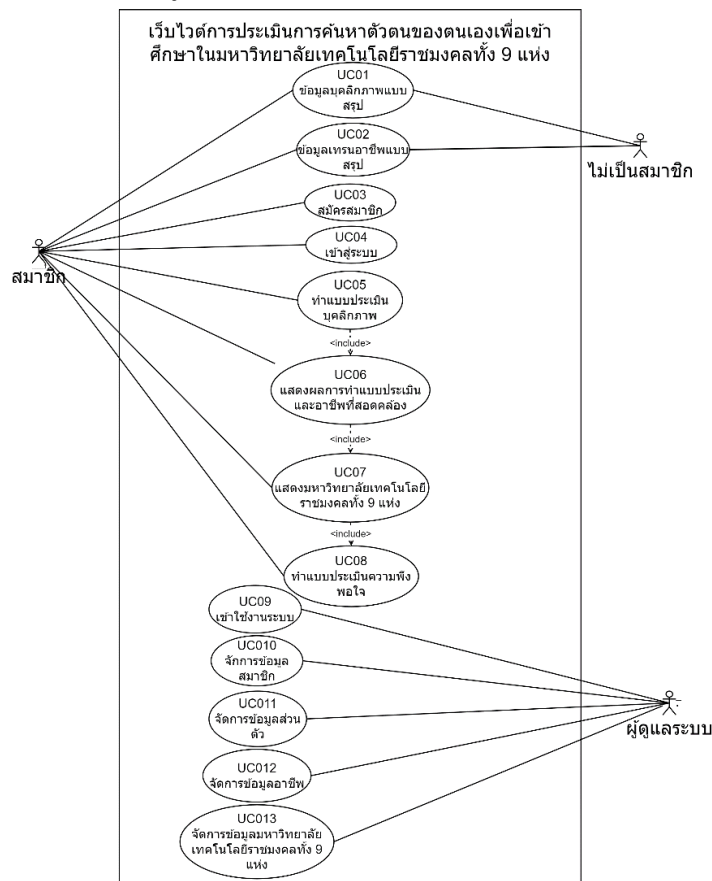 เว็บไวต์การประเมินการค้นหาตัวตนของตนเองเพื่อเข้า
ศึกษาในมหาวิทยาลัยเทคโนโลยีราชมงคลทั้ง 9 แห่ง
UC01
ข้อมูลบุคลิกภาพแบบ
สรุป
UC02
ข้อมูลเทรนอาชีพแบบ
สรุป
ไม่เป็นสมาชิก
UC03
สมัครสมาชิก
UC04
เข้าสู่ระบบ
สมาชิก
UC05
ทำแบบประเมิน
บุคลิกภาพ
<include>
UC06
แสดงผลการทำแบบประเมิน
และอาชีพที่สอดคล้อง
<include>
UC07
แสดงมหาวิทยาลัยเทคโนโลยี
ราชมงคลทั้ง 9 แห่ง
<include>
UC08
ทำแบบประเมินความพึง
พอใจ
UC09
เข้าใช้งานระบบ
UC010
จักการข้อมูล
สมาชิก
UC011
จัดการข้อมูลส่วน
ตัว
ผู้ดูแลระบบ
UC012
จัดการข้อมูลอาชีพ
UC013
จัดการข้อมูลมหาวิทยาลัย
เทคโนโลยีราชมงคลทั้ง 9
แห่ง